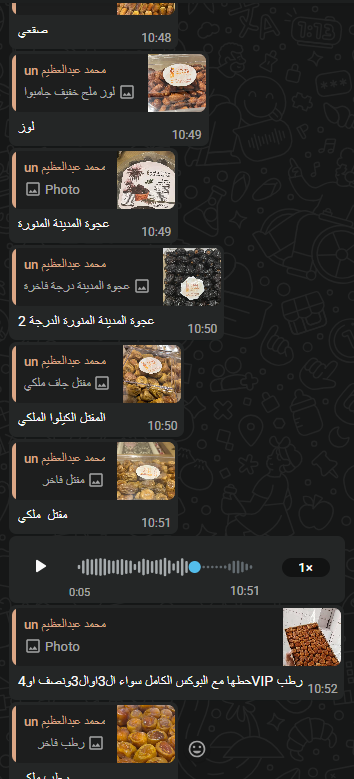 صقعي
10:48
محمد عبدالعظيم un
لوز ملح خفيف جامبوا
لوز
10:49
محمد عبدالعظيم un
Photo
عجوة المدينة المنورة
10:49
محمد عبدالعظيم un
عجوة المدينة درجة فاخره
عجوة المدينة المنورة الدرجة 2
10:50
محمد عبدالعظيم un
مفتل جاف ملكي
المفتل الكيلوا الملكي
10:50
محمد عبدالعظيم un
مفتل فاخر
مفتل ملكي
10:51
1×
0:05
10:51
محمد عبدالعظيم un
Photo
رطب VIPحطها مع البوكس الكامل سواء ال3اوال3ونصف او4
10:52
محمد عبدالعظيم un
رطب فاخر
رطب ملكي